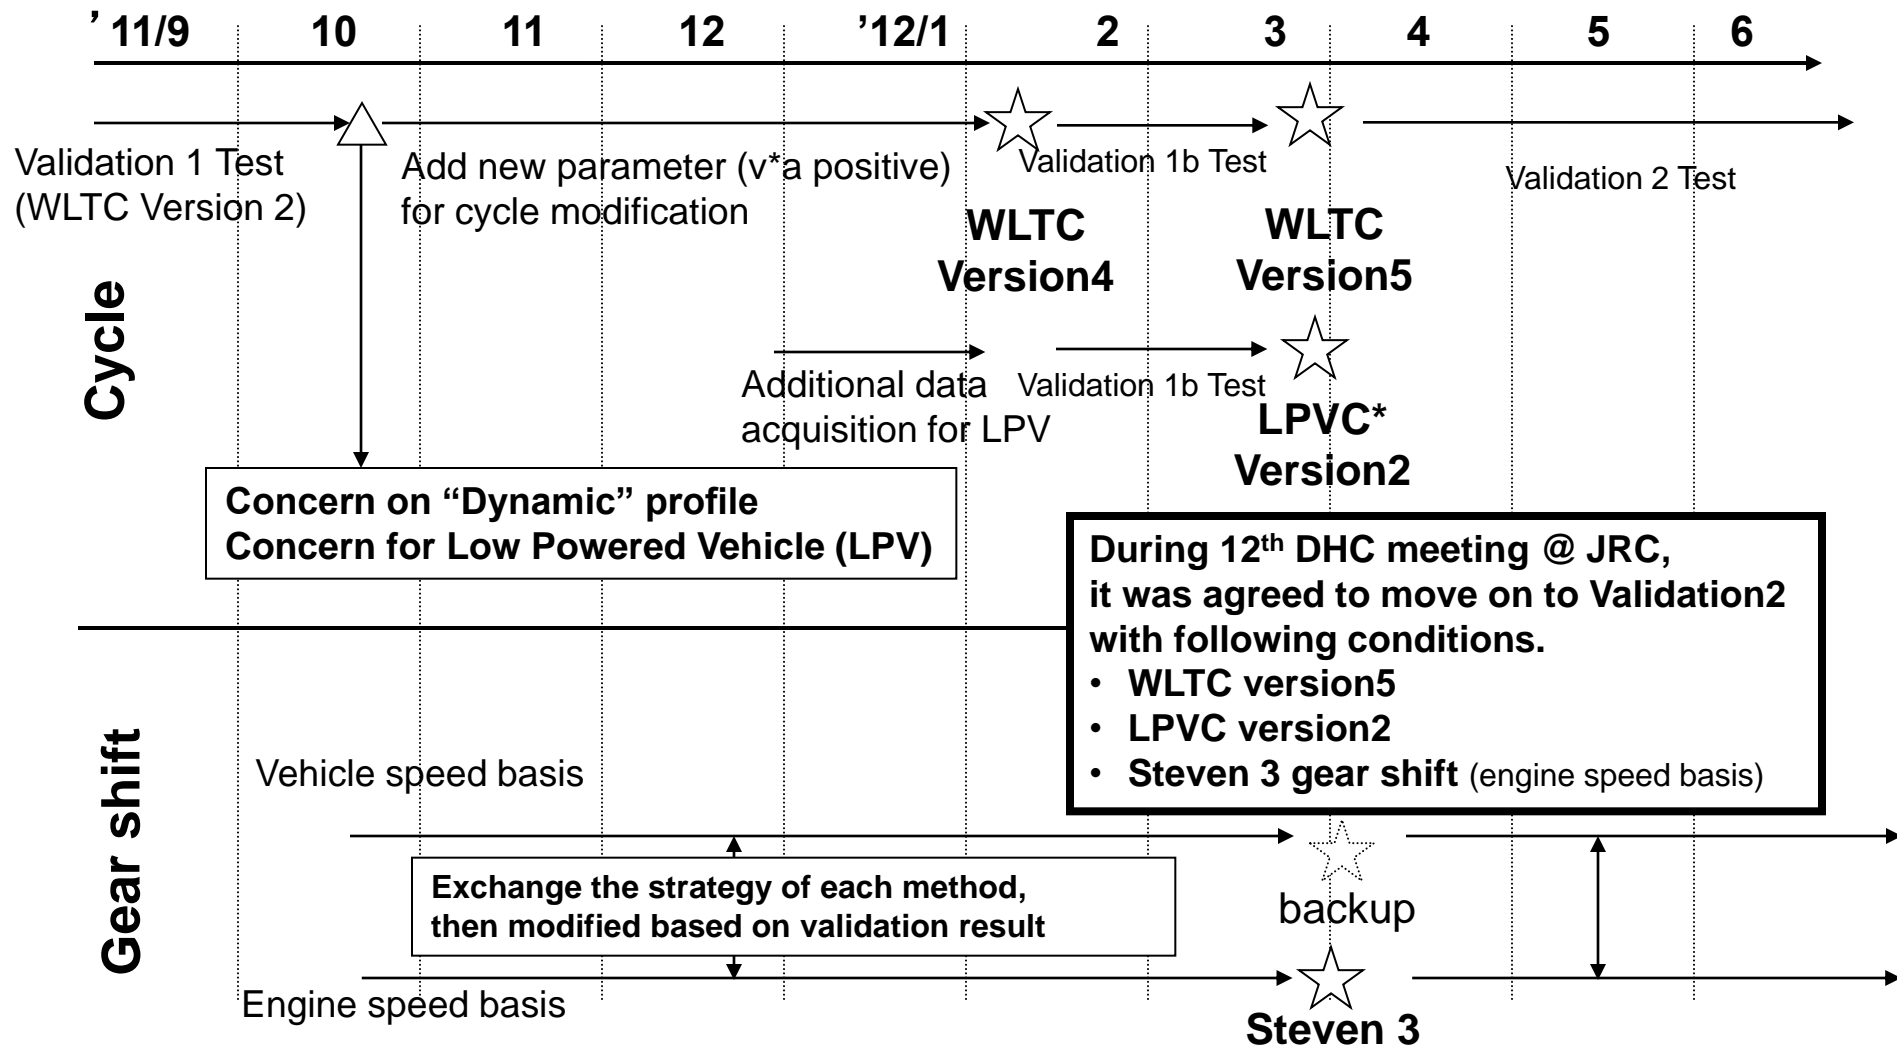 ’11/9 10 11 12 ’12/1 2 3 4 5 6
Validation 1 Test
(WLTC Version 2)
Add new parameter (v*a positive)
for cycle modification
Validation 1b Test
Validation 2 Test
WLTC
Version4
WLTC
Version5
Cycle
Additional data
acquisition for LPV
Validation 1b Test
LPVC*
Version2
Concern on “Dynamic” profile
Concern for Low Powered Vehicle (LPV)
During 12th DHC meeting @ JRC,
it was agreed to move on to Validation2
with following conditions.
• WLTC version5
• LPVC version2
• Steven 3 gear shift (engine speed basis)
Gear shift
Vehicle speed basis
Exchange the strategy of each method,
then modified based on validation result
backup
Engine speed basis
Steven 3